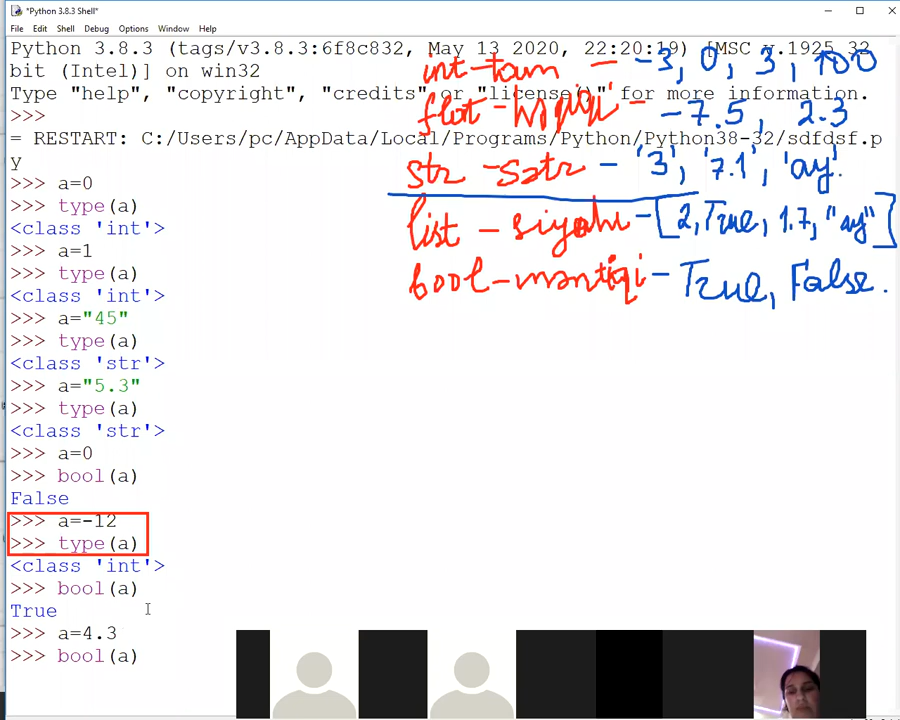 *Python 3.8.3 Shell*
File Edit Shell Debug Options Window Help
Python 3.8.3 (tags/v3.8.3:6f8c832, May 13 2020, 22:20:19) [MSC v.1925 32
bit (Intel)] on win32
Type "help", "copyright", "credits" or "license()" for more information.
>>>
= RESTART: C:/Users/pc/AppData/Local/Programs/Python/Python38-32/sdfdsf.p
y
>>> a=0
>>> type(a)
<class 'int'>
>>> a=1
>>> type(a)
<class 'int'>
>>> a="45"
>>> type(a)
<class 'str'>
>>> a="5.3"
>>> type(a)
<class 'str'>
>>> a=0
>>> bool(a)
False
>>> a=-12
>>> type(a)
<class 'int'>
>>> bool(a)
True
>>> a=4.3
>>> bool(a)
int-tam - -3, 0, 3, 100
float - həqiqi - -7.5, 2.3
str - sətr - '3', '7.1', 'ay'.
list - siyahı - [2, True, 1.7, "ay"]
bool-məntiqi - True, False.